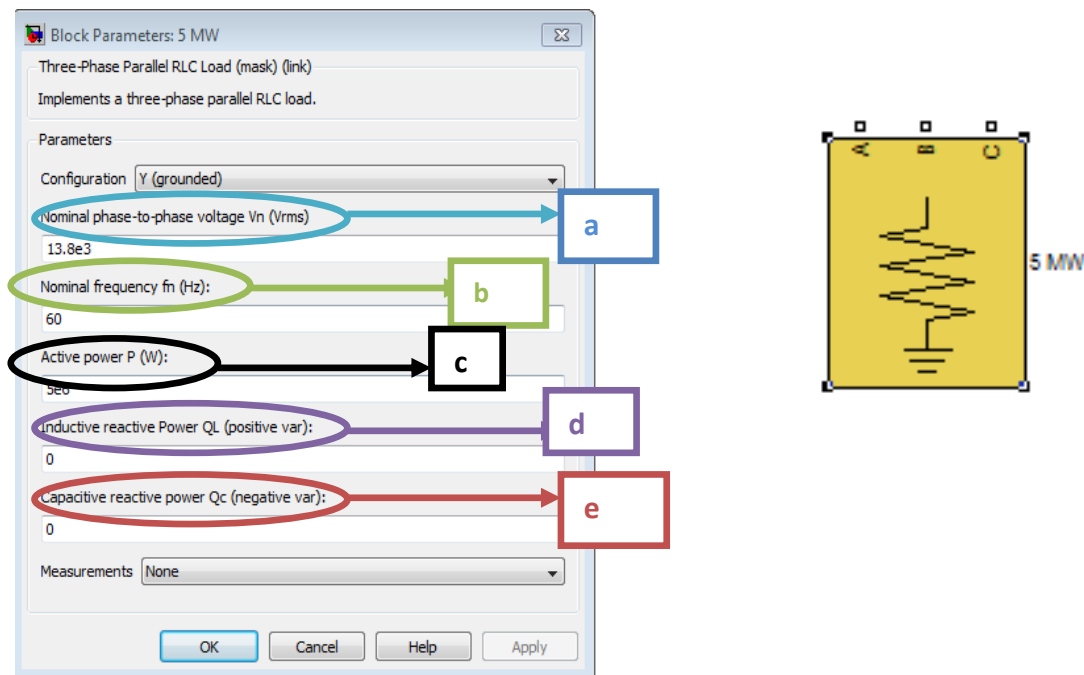 Block Parameters: 5 MW
Three-Phase Parallel RLC Load (mask) (link)
Implements a three-phase parallel RLC load.
Parameters
Configuration Y (grounded)
Nominal phase-to-phase voltage Vn (Vrms)
a
13.8e3
Nominal frequency fn (Hz):
b
60
Active power P (W):
c
5e6
Inductive reactive Power QL (positive var):
d
0
Capacitive reactive power Qc (negative var):
e
0
Measurements None
OK Cancel Help Apply
A B C
5 MW